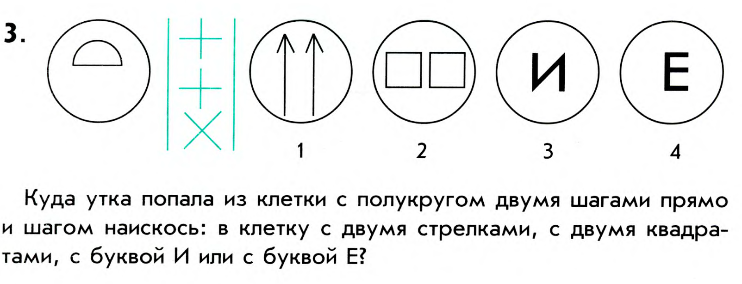 3.
И
Е
1
2
3
4
Куда утка попала из клетки с полукругом двумя шагами прямо
и шагом наискось: в клетку с двумя стрелками, с двумя квадра-
тами, с буквой И или с буквой Е?